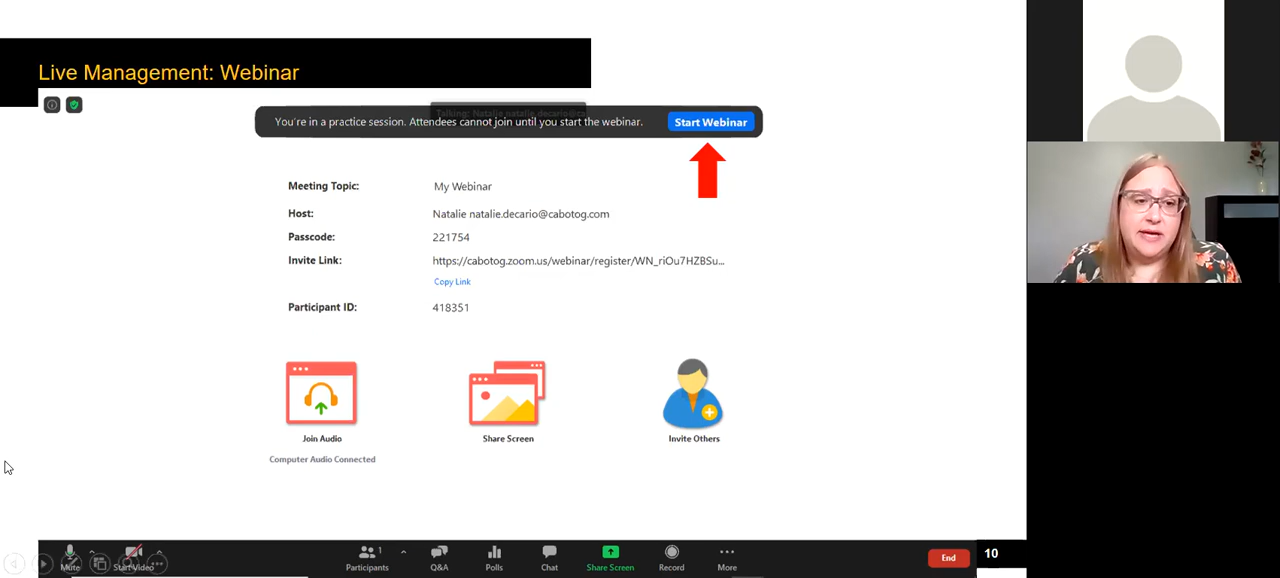 Live Management: Webinar
You're in a practice session. Attendees cannot join until you start the webinar.
Start Webinar
Meeting Topic: My Webinar
Host: Natalie natalie.decario@cabotog.com
Passcode: 221754
Invite Link: https://cabotog.zoom.us/webinar/register/WN_riOu7HZBSu...
Copy Link
Participant ID: 418351
Join Audio Share Screen Invite Others
Computer Audio Connected
Mute Start Video Participants 1 Q&A Polls Chat Share Screen Record More End 10